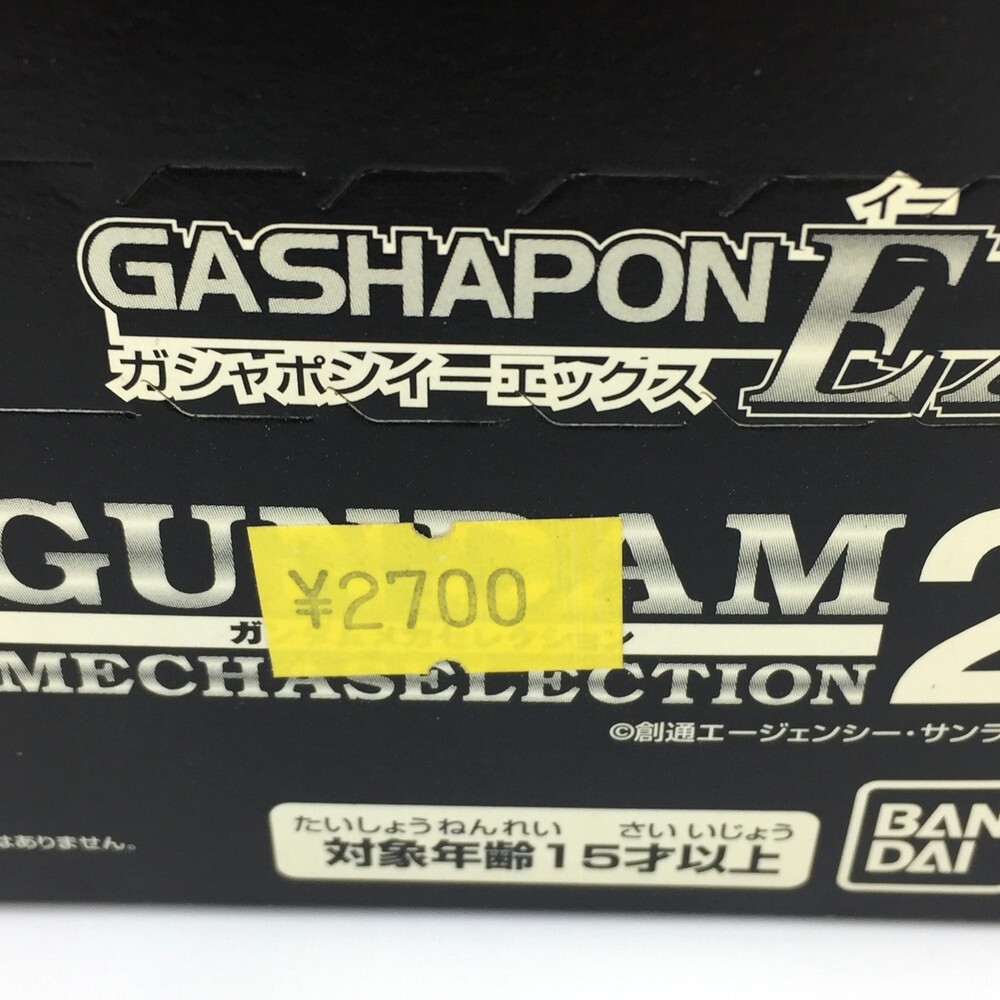 イー
GASHAPON E
ガシャポンイーエックス
GUNDAM 2
¥2700
MECHASELECTION
©創通エージェンシー・サンラ
はありません。
たいしょうねんれい さいいじょう
対象年齢15才以上
BAN
DAI